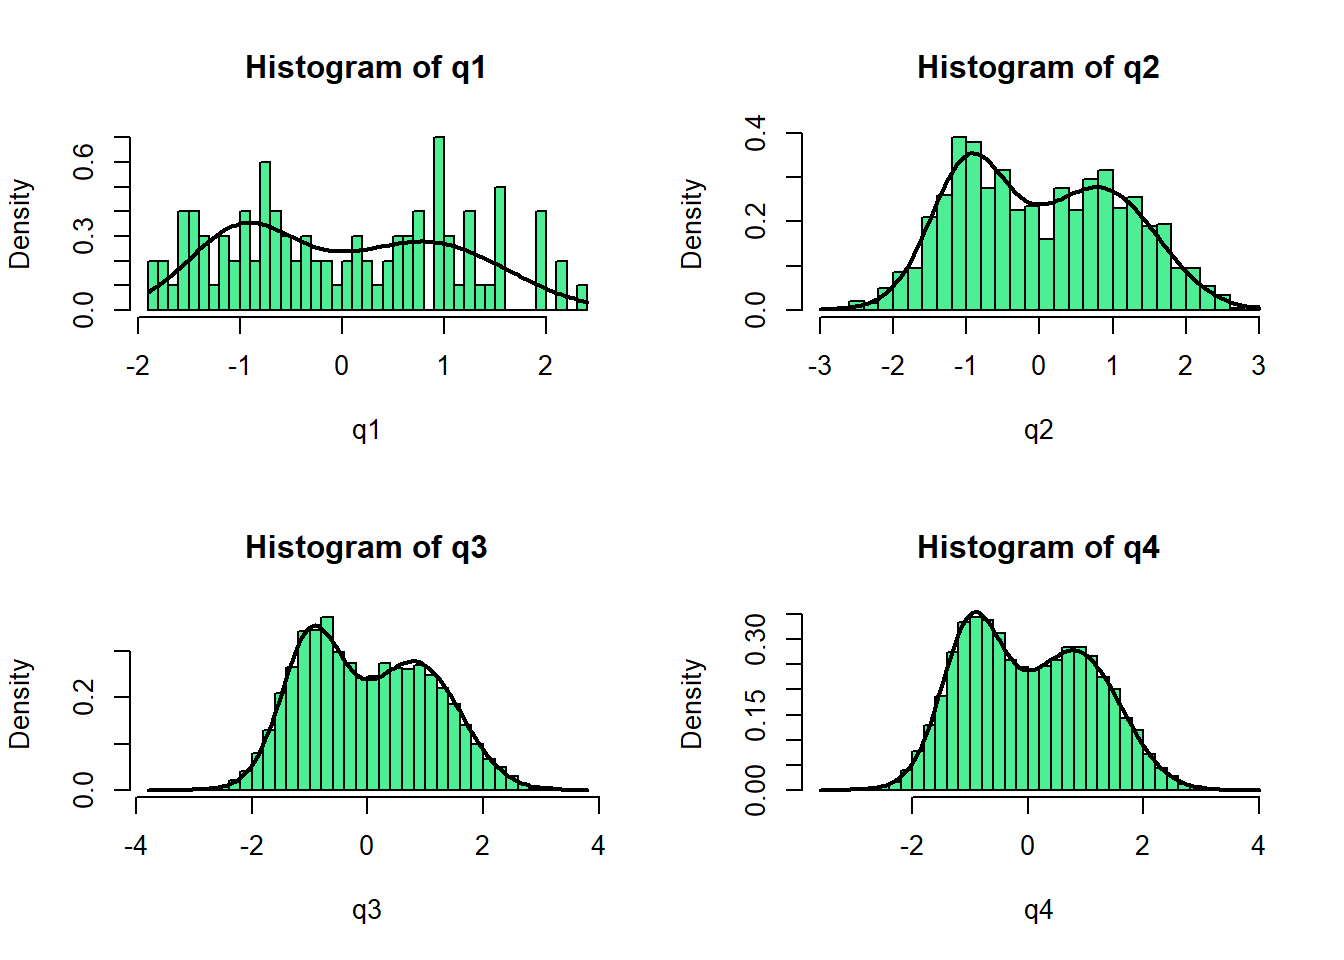 Histogram of q1
Density
0.0 0.3 0.6
-2 -1 0 1 2
q1
Histogram of q2
Density
0.0 0.2 0.4
-3 -2 -1 0 1 2 3
q2
Histogram of q3
Density
0.0 0.2
-4 -2 0 2 4
q3
Histogram of q4
Density
0.00 0.15 0.30
-2 0 2 4
q4